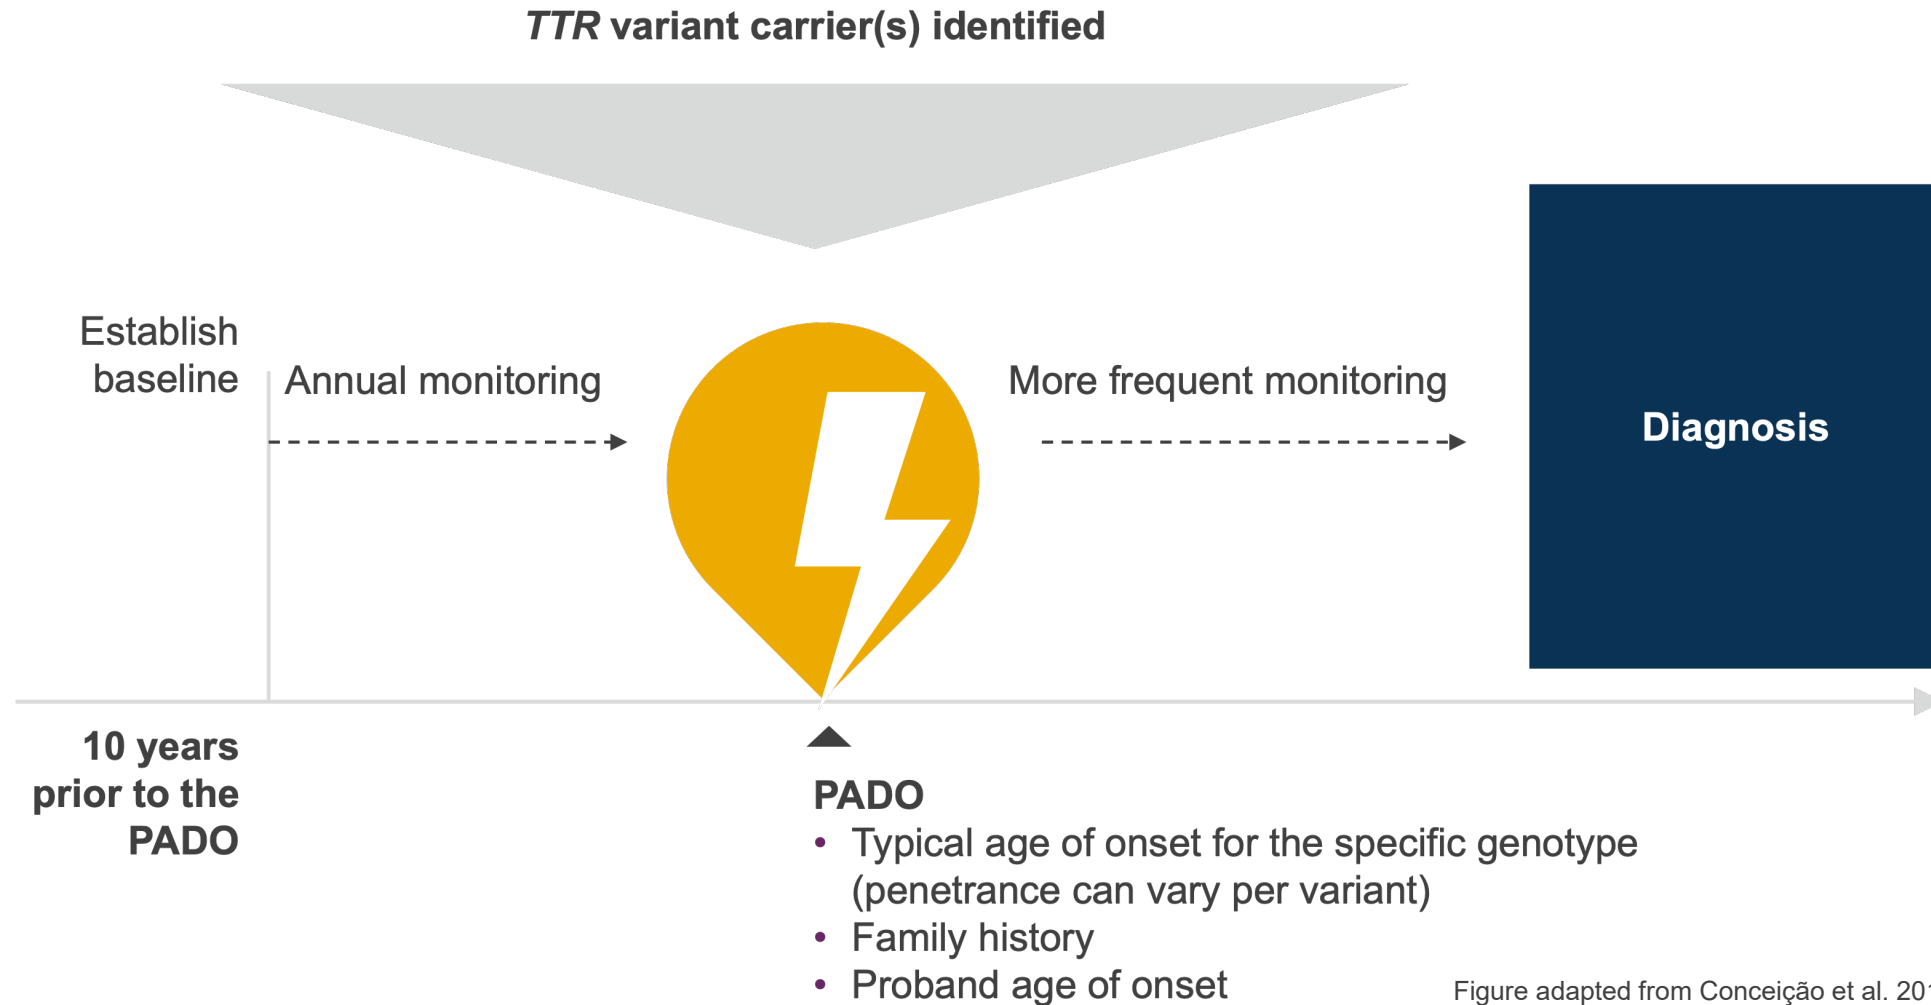 TTR variant carrier(s) identified
Establish
baseline
Annual monitoring
More frequent monitoring
Diagnosis
10 years
prior to the
PADO
PADO
• Typical age of onset for the specific genotype
(penetrance can vary per variant)
• Family history
• Proband age of onset
Figure adapted from Conceição et al.